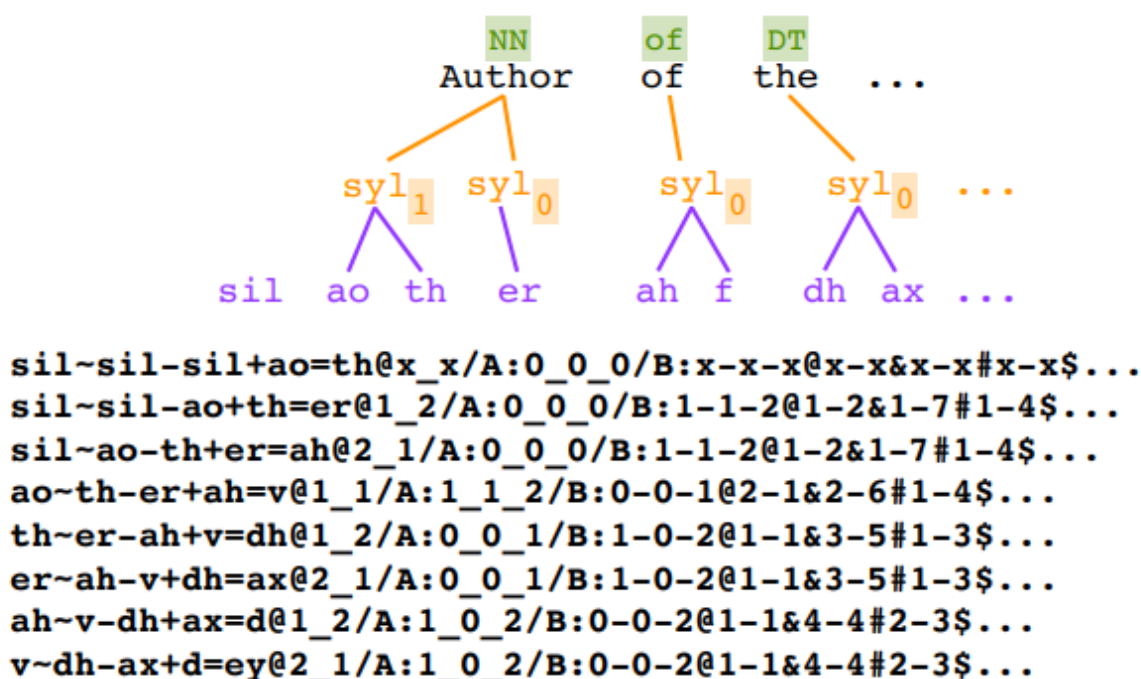 NN of DT
Author of the ...
syl1 syl0 syl0 syl0 ...
sil ao th er ah f dh ax ...
sil~sil-sil+ao=th@x_x/A:0_0_0/B:x-x-x@x-x&x-x#x-x$...
sil~sil-ao+th=er@1_2/A:0_0_0/B:1-1-2@1-2&1-7#1-4$...
sil~ao-th+er=ah@2_1/A:0_0_0/B:1-1-2@1-2&1-7#1-4$...
ao~th-er+ah=v@1_1/A:1_1_2/B:0-0-1@2-1&2-6#1-4$...
th~er-ah+v=dh@1_2/A:0_0_1/B:1-0-2@1-1&3-5#1-3$...
er~ah-v+dh=ax@2_1/A:0_0_1/B:1-0-2@1-1&3-5#1-3$...
ah~v-dh+ax=d@1_2/A:1_0_2/B:0-0-2@1-1&4-4#2-3$...
v~dh-ax+d=ey@2_1/A:1_0_2/B:0-0-2@1-1&4-4#2-3$...